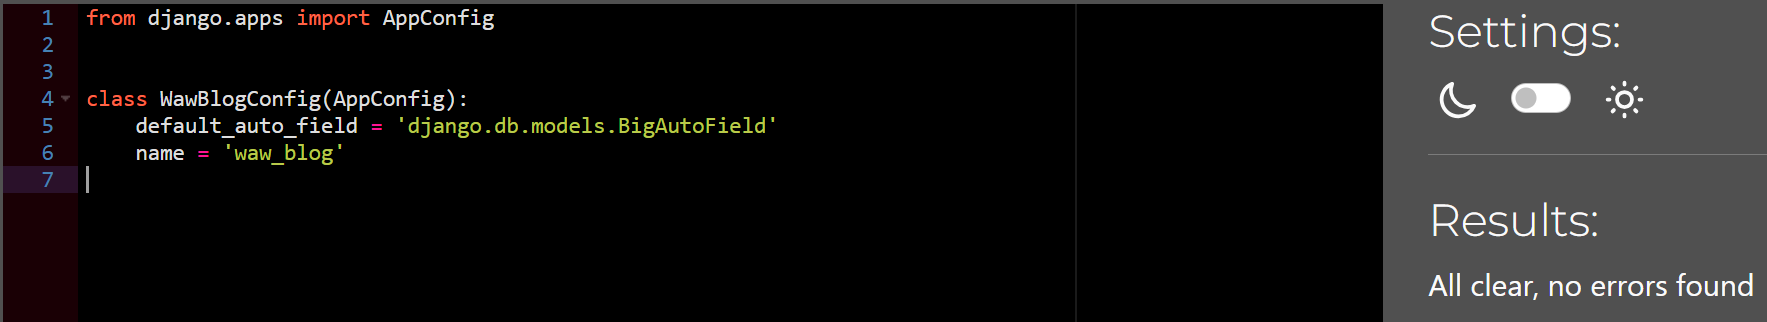 1 from django.apps import AppConfig
2
3
4 class WawBlogConfig(AppConfig):
5     default_auto_field = 'django.db.models.BigAutoField'
6     name = 'waw_blog'
7
Settings:
Results:
All clear, no errors found